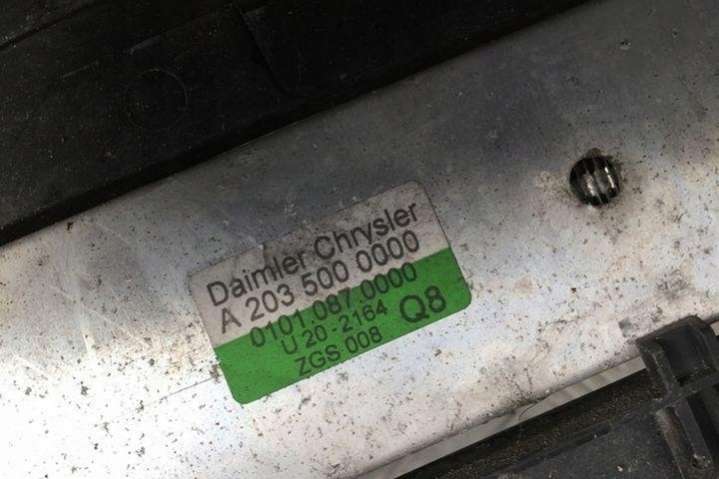 Daimler Chrysler
A 203 500 0000
0101.087.0000
U 20-2164 Q8
ZGS 008